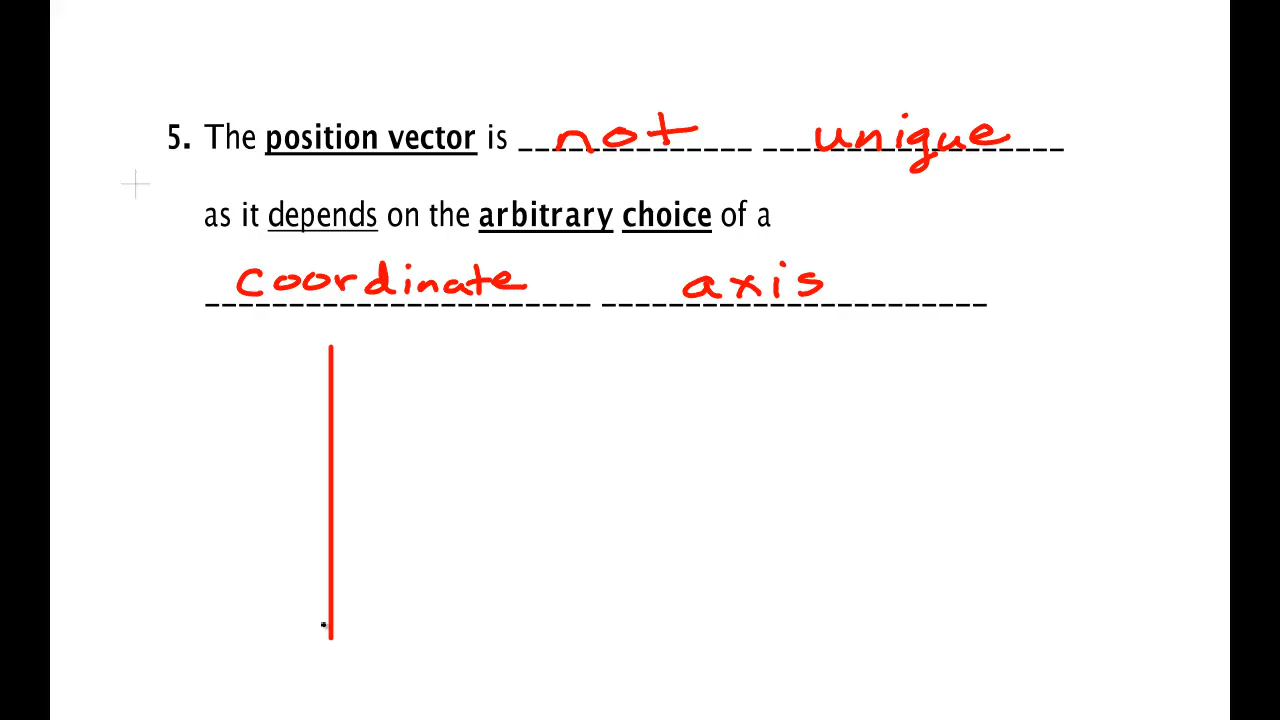 5. The position vector is not unique
as it depends on the arbitrary choice of a
coordinate axis